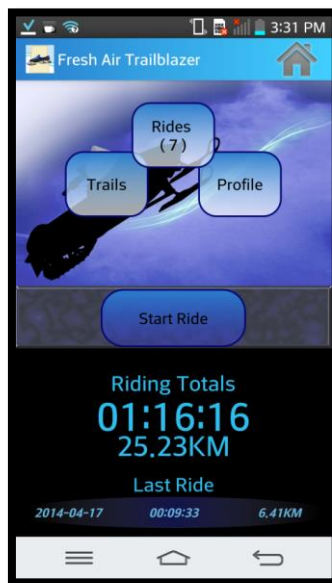 3:31 PM
Fresh Air Trailblazer
Rides
(7)
Trails
Profile
Start Ride
Riding Totals
01:16:16
25.23KM
Last Ride
2014-04-17 00:09:33 6.41KM